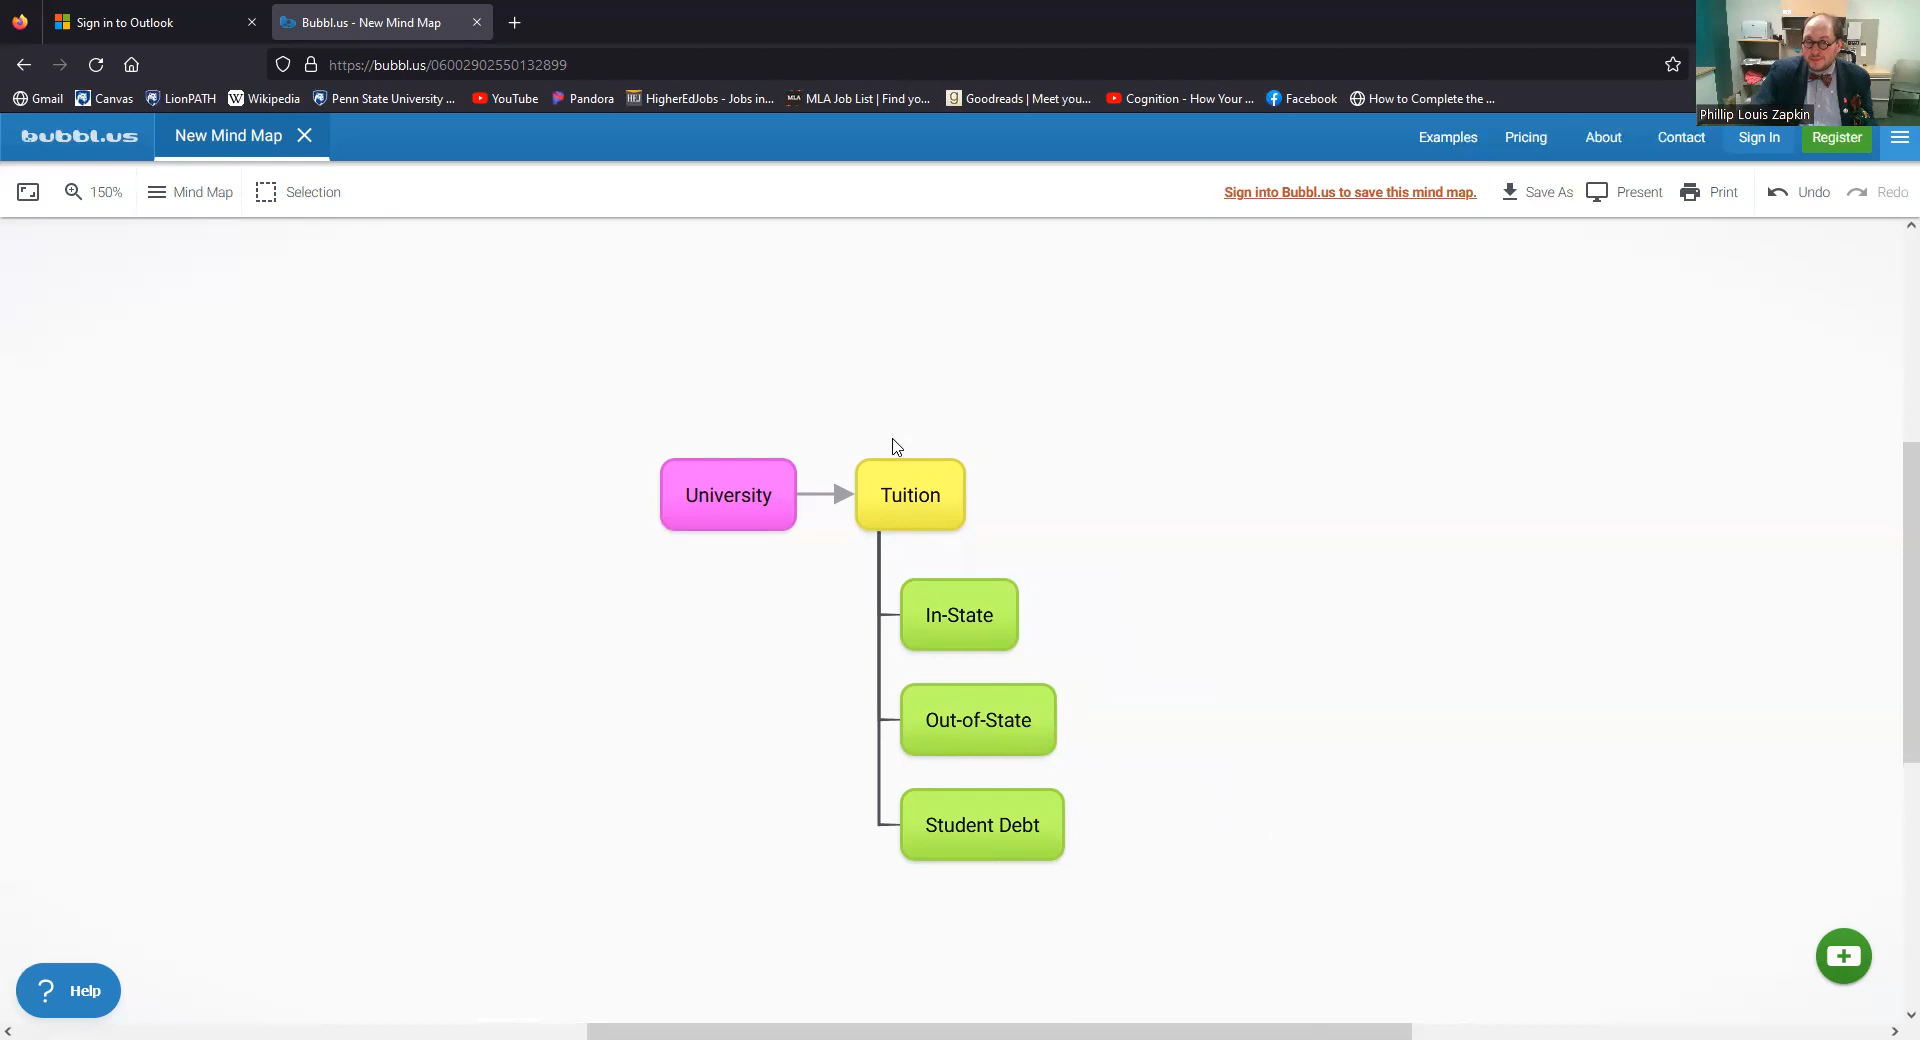 Sign in to Outlook
Bubbl.us - New Mind Map
https://bubbl.us/06002902550132899
Gmail
Canvas
LionPATH
Wikipedia
Penn State University ...
YouTube
Pandora
HigherEdJobs - Jobs in...
MLA Job List | Find yo...
Goodreads | Meet you...
Cognition - How Your ...
Facebook
How to Complete the ...
Phillip Louis Zapkin
bubbl.us
New Mind Map
Examples
Pricing
About
Contact
Sign In
Register
150%
Mind Map
Selection
Sign into Bubbl.us to save this mind map.
Save As
Present
Print
Undo
Redo
University
Tuition
In-State
Out-of-State
Student Debt
? Help